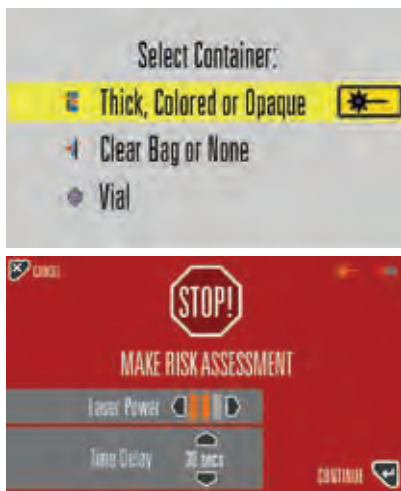 Select Container:
Thick, Colored or Opaque
Clear Bag or None
Vial
CANCEL
STOP!
MAKE RISK ASSESSMENT
Laser Power
Time Delay 30 secs
CONTINUE